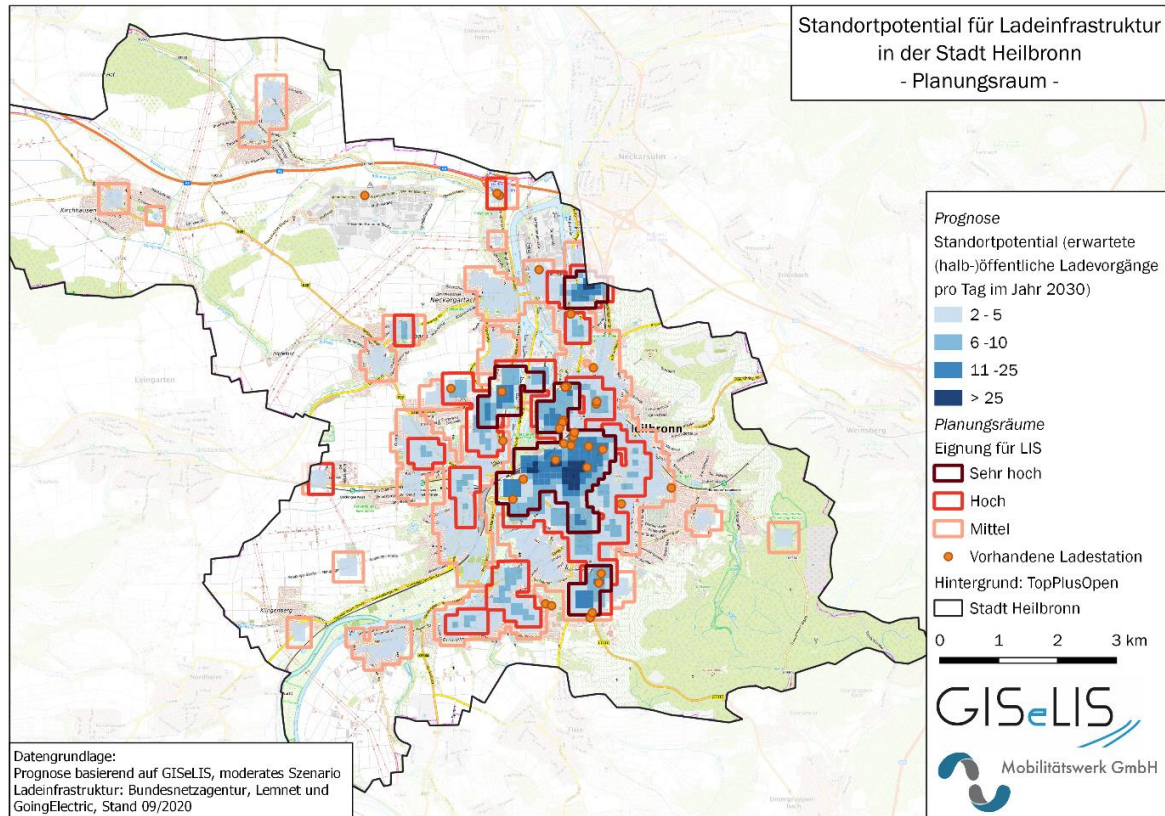 Standortpotential für Ladeinfrastruktur
in der Stadt Heilbronn
- Planungsraum -
Neckarsulm
Kirchhausen
Neckargartach
Leingarten
eilbronn
Weinsberg
Klingenberg
Nordheim
Prognose
Standortpotential (erwartete
(halb-)öffentliche Ladevorgänge
pro Tag im Jahr 2030)
2 - 5
6 -10
11 -25
> 25
Planungsräume
Eignung für LIS
Sehr hoch
Hoch
Mittel
Vorhandene Ladestation
Hintergrund: TopPlusOpen
Stadt Heilbronn
0 1 2 3 km
GISeLIS
Mobilitätswerk GmbH
Datengrundlage:
Prognose basierend auf GISeLIS, moderates Szenario
Ladeinfrastruktur: Bundesnetzagentur, Lemnet und
GoingElectric, Stand 09/2020